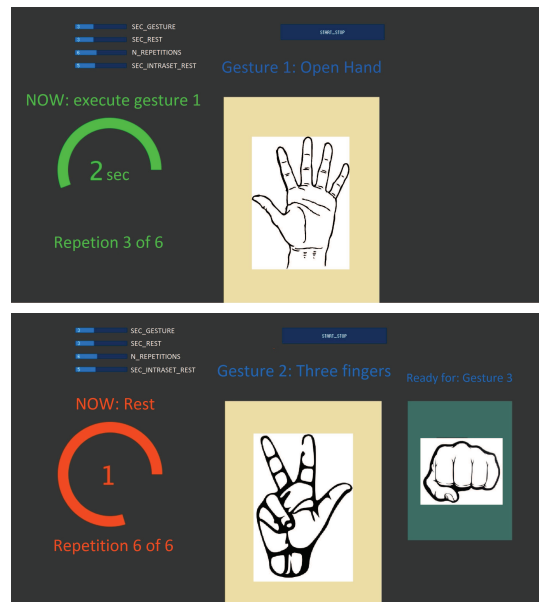 SEC_GESTURE
SEC_REST
N_REPETITIONS
SEC_INTRASET_REST
START_STOP
Gesture 1: Open Hand
NOW: execute gesture 1
2 sec
Repetion 3 of 6
SEC_GESTURE
SEC_REST
N_REPETITIONS
SEC_INTRASET_REST
START_STOP
Gesture 2: Three fingers
Ready for: Gesture 3
NOW: Rest
1
Repetition 6 of 6